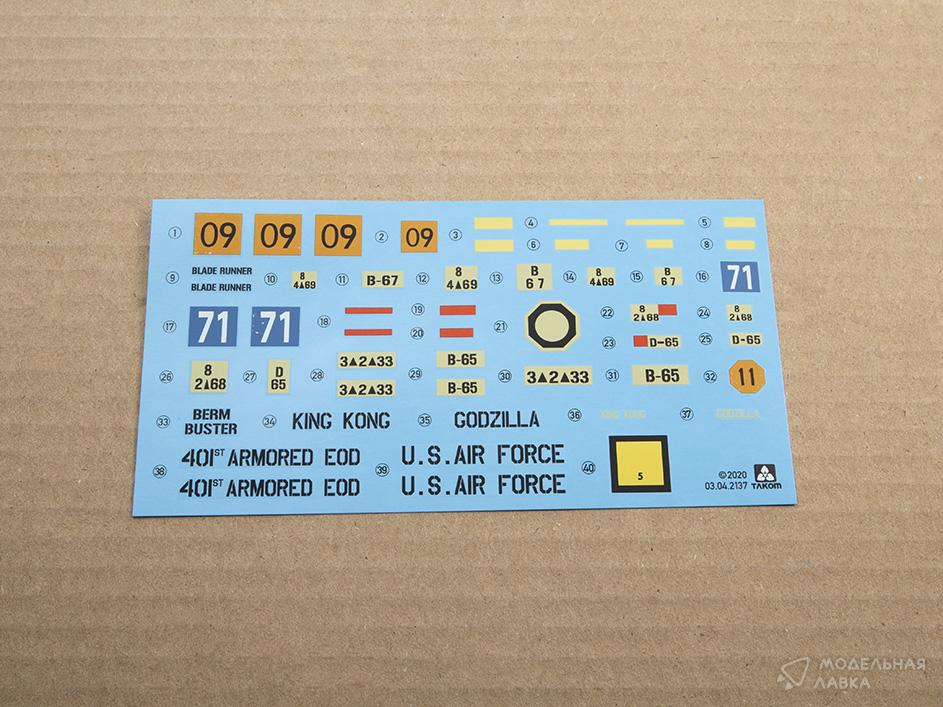 ① 09 09 09 ② 09 ③ ④ ⑤
⑥ ⑦ ⑧
⑨ BLADE RUNNER ⑩ 8 ⑪ B-67 ⑫ 8 ⑬ B ⑭ 8 ⑮ B ⑯ 71
BLADE RUNNER 4▲69 4▲69 6 7 4▲69 6 7
⑰ 71 71 ⑱ ⑲ ㉑ ㉒ 8 ㉔ 8
2▲68 2▲68
⑳ ㉓ D-65 ㉕ D-65
㉖ 8 ㉗ D ㉘ 3▲2▲33 ㉙ B-65 ㉚ 3▲2▲33 ㉛ B-65 ㉜ 11
2▲68 65 3▲2▲33 B-65
㉝ BERM ㉞ KING KONG ㉟ GODZILLA ㊱ KING KONG ㊲ GODZILLA
BUSTER
㊳ 401ST ARMORED EOD ㊴ U.S. AIR FORCE ㊵ 5
401ST ARMORED EOD U.S. AIR FORCE
©2020
03.04.2137 TAKOM
МОДЕЛЬНАЯ
ЛАВКА